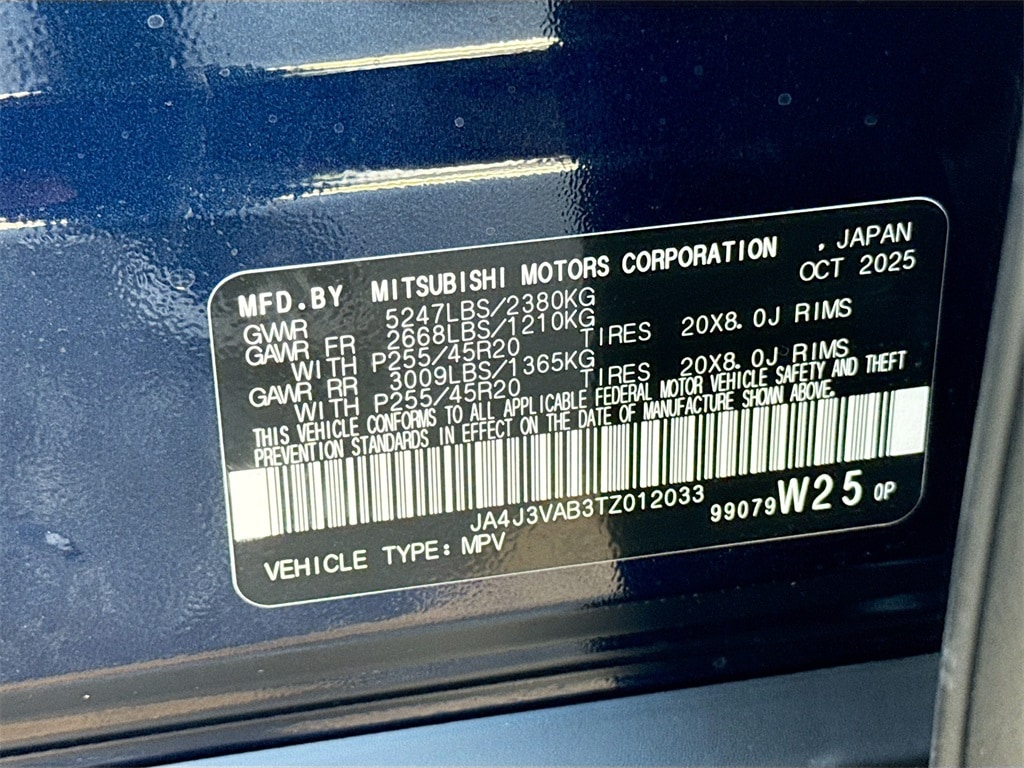 MFD.BY MITSUBISHI MOTORS CORPORATION , JAPAN
OCT 2025
GVWR 5247LBS/2380KG
GAWR FR 2668LBS/1210KG
WITH P255/45R20 TIRES 20X8.0J RIMS
GAWR RR 3009LBS/1365KG
WITH P255/45R20 TIRES 20X8.0J RIMS
THIS VEHICLE CONFORMS TO ALL APPLICABLE FEDERAL MOTOR VEHICLE SAFETY AND THEFT
PREVENTION STANDARDS IN EFFECT ON THE DATE OF MANUFACTURE SHOWN ABOVE.
JA4J3VAB3TZ012033 99079 W25 0P
VEHICLE TYPE: MPV